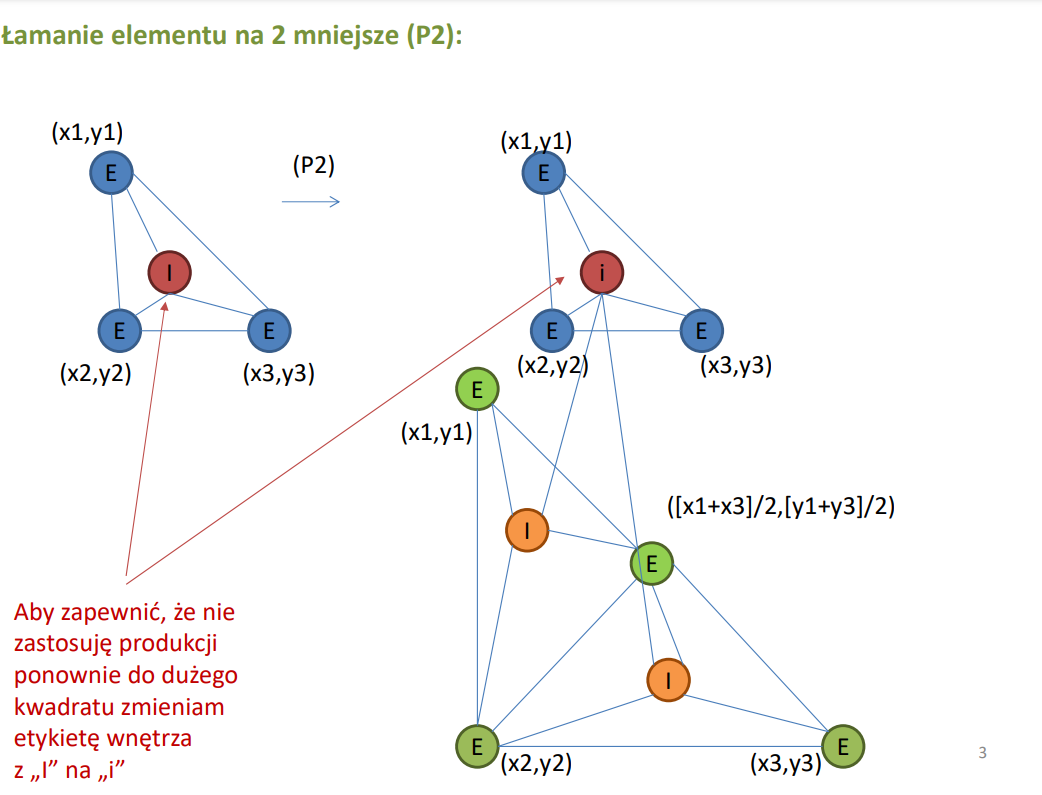 Łamanie elementu na 2 mniejsze (P2):
(x1,y1)
E
I
E
E
(x2,y2)
(x3,y3)
(P2)
(x1,y1)
E
i
E
E
(x2,y2)
(x3,y3)
E
(x1,y1)
I
([x1+x3]/2,[y1+y3]/2)
E
I
E
(x2,y2)
(x3,y3)
E
Aby zapewnić, że nie
zastosuję produkcji
ponownie do dużego
kwadratu zmieniam
etykietę wnętrza
z „I” na „i”
3